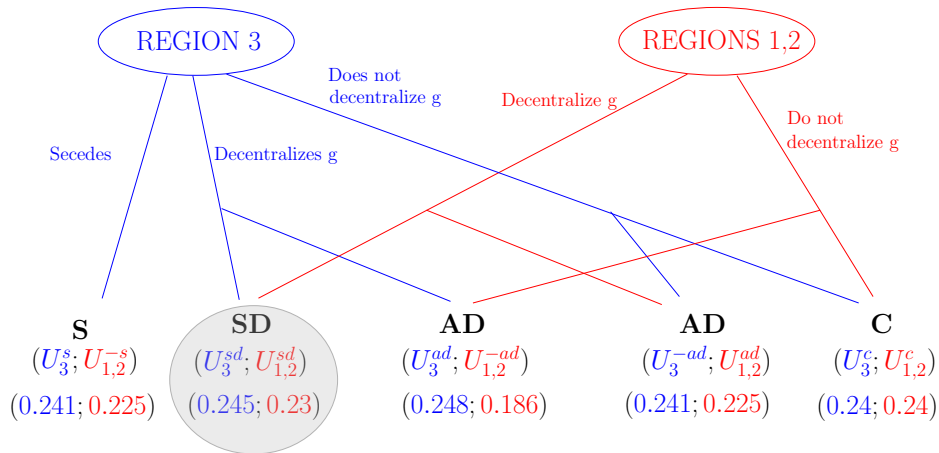 REGION 3
REGIONS 1,2
Does not
decentralize g
Decentralize g
Do not
decentralize g
Secedes
Decentralizes g
S
SD
AD
AD
C
(U_3^s; U_{1,2}^{-s})
(U_3^{sd}; U_{1,2}^{sd})
(U_3^{ad}; U_{1,2}^{-ad})
(U_3^{-ad}; U_{1,2}^{ad})
(U_3^c; U_{1,2}^c)
(0.241; 0.225)
(0.245; 0.23)
(0.248; 0.186)
(0.241; 0.225)
(0.24; 0.24)